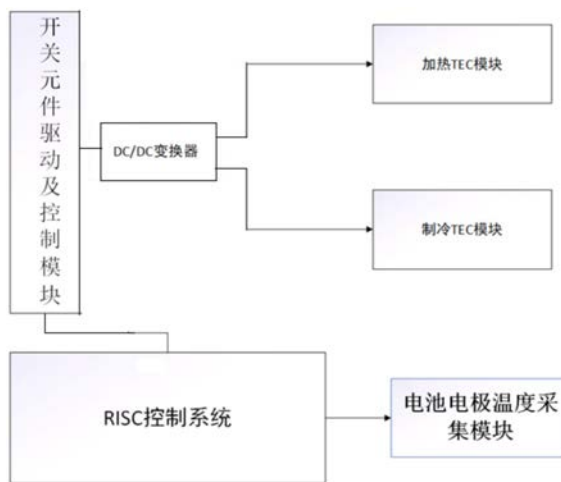 开关元件驱动及控制模块
加热TEC模块
DC/DC变换器
制冷TEC模块
RISC控制系统
电池电极温度采
集模块